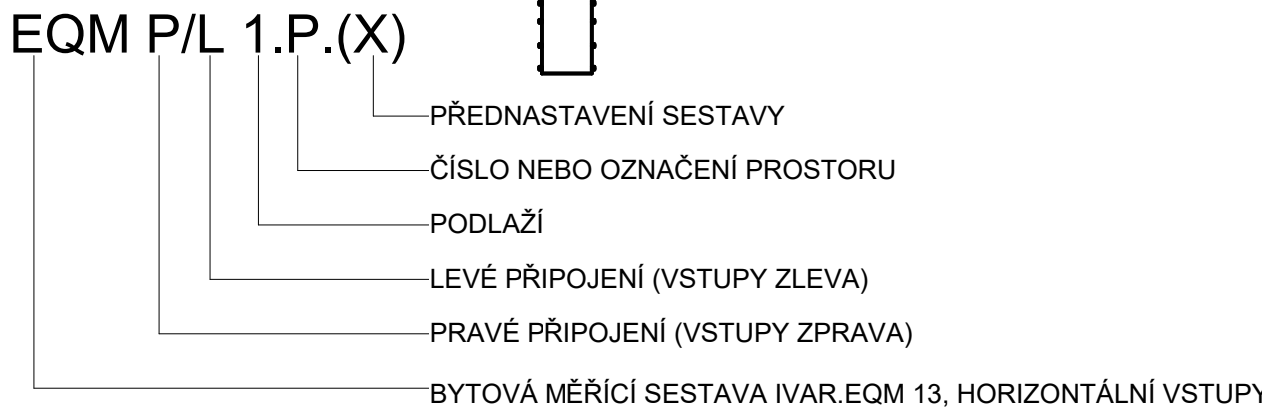 EQM P/L 1.P.(X)
PŘEDNASTAVENÍ SESTAVY
ČÍSLO NEBO OZNAČENÍ PROSTORU
PODLAŽÍ
LEVÉ PŘIPOJENÍ (VSTUPY ZLEVA)
PRAVÉ PŘIPOJENÍ (VSTUPY ZPRAVA)
BYTOVÁ MĚŘÍCÍ SESTAVA IVAR.EQM 13, HORIZONTÁLNÍ VSTUPY